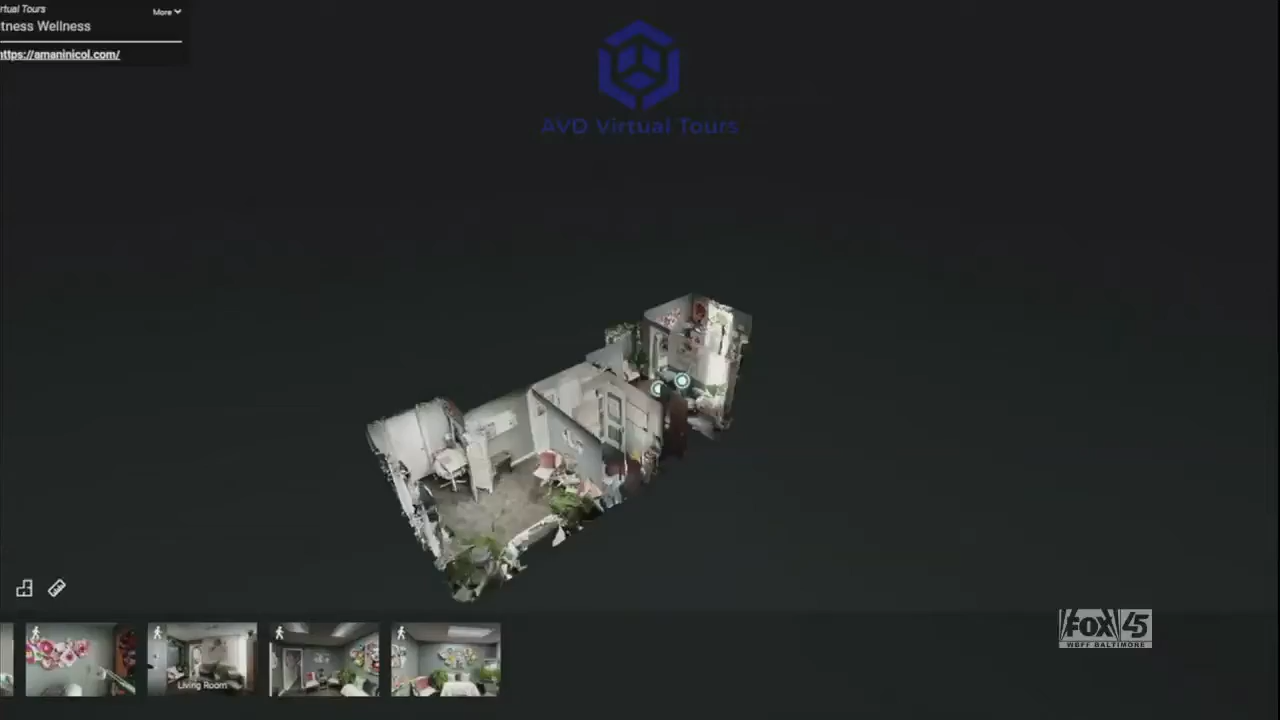 rtual Tours
More
tness Wellness
https://amaninicol.com/
AVD Virtual Tours
Living Room
FOX 45
WBFF BALTIMORE